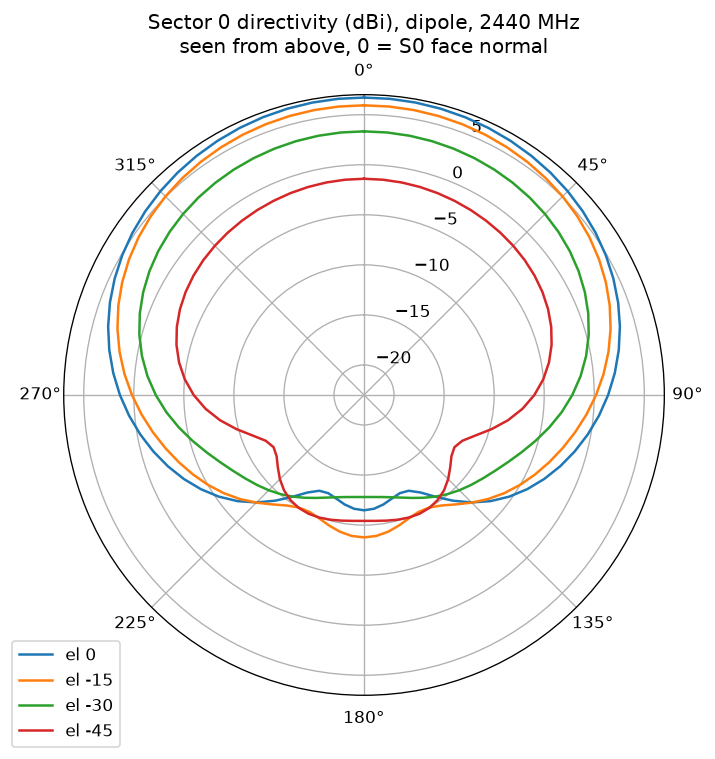 Sector 0 directivity (dBi), dipole, 2440 MHz
seen from above, 0 = S0 face normal
0°
315°
45°
5
0
−5
−10
−15
−20
270°
90°
225°
135°
180°
el 0
el -15
el -30
el -45